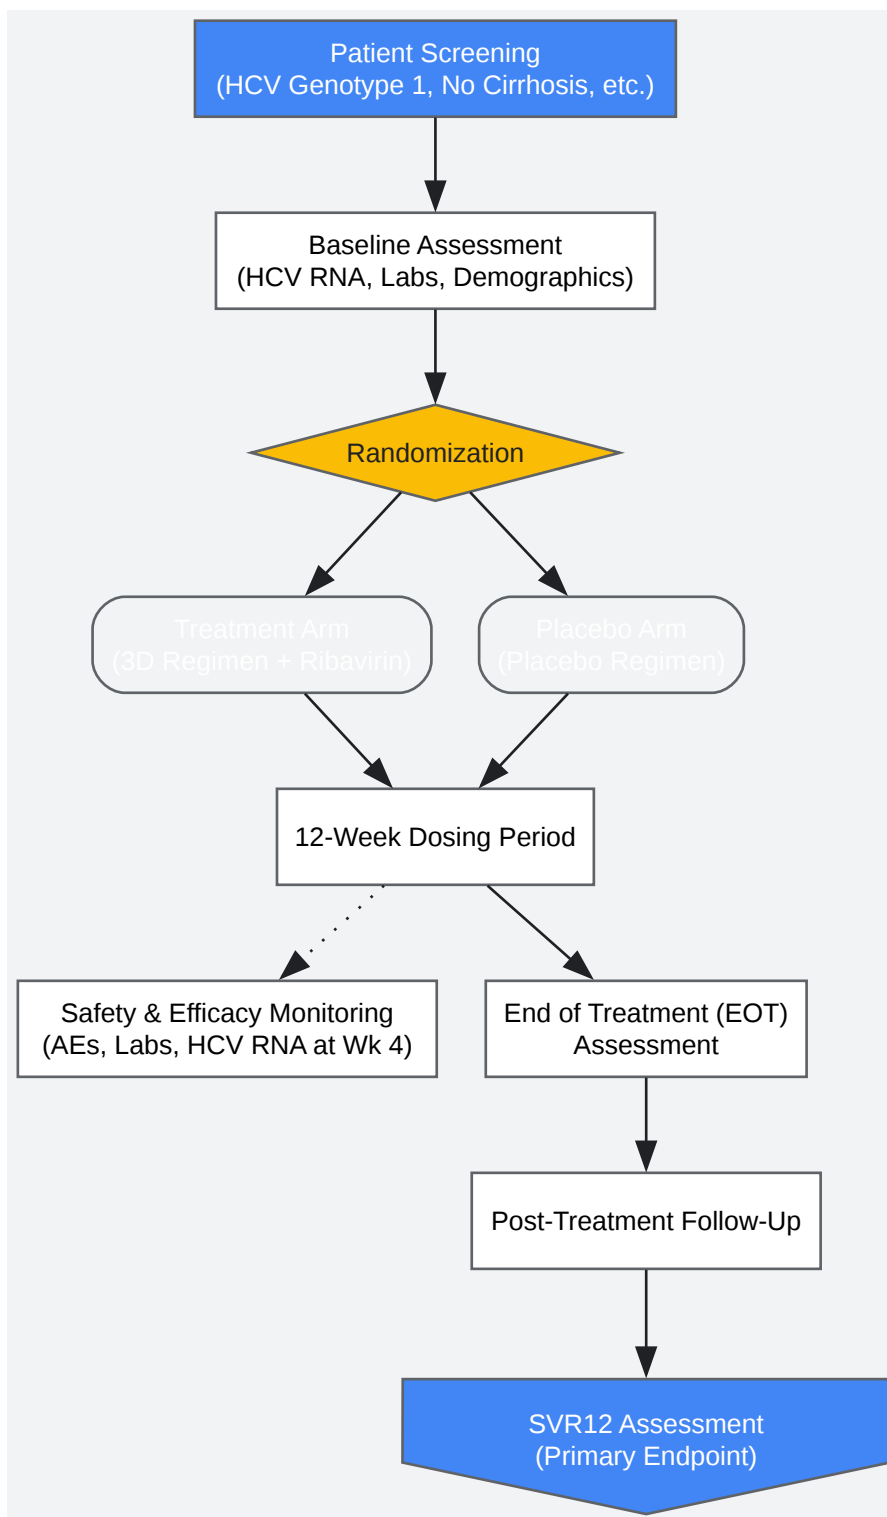 Patient Screening
(HCV Genotype 1, No Cirrhosis, etc.)
Baseline Assessment
(HCV RNA, Labs, Demographics)
Randomization
Treatment Arm
(3D Regimen + Ribavirin)
Placebo Arm
(Placebo Regimen)
12-Week Dosing Period
Safety & Efficacy Monitoring
(AEs, Labs, HCV RNA at Wk 4)
End of Treatment (EOT)
Assessment
Post-Treatment Follow-Up
SVR12 Assessment
(Primary Endpoint)